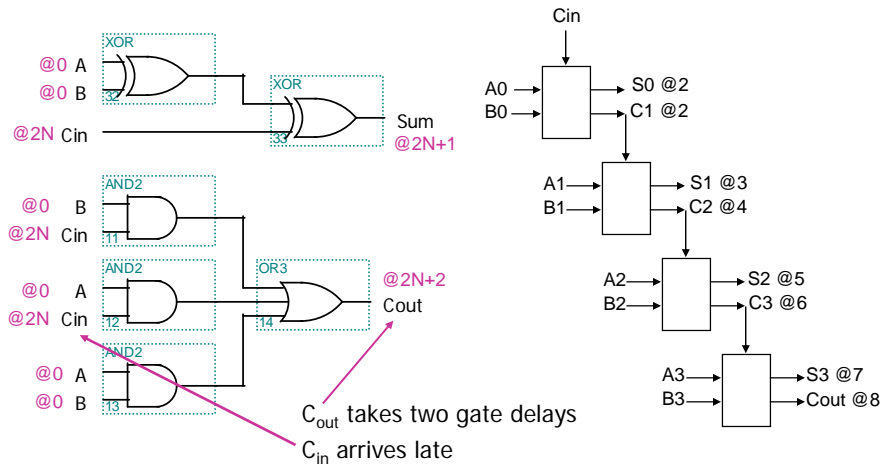 XOR
@0 A
@0 B
32
XOR
@2N Cin
33
Sum
@2N+1
AND2
@0 B
@2N Cin
11
AND2
@0 A
@2N Cin
12
OR3
14
@2N+2
Cout
AND2
@0 A
@0 B
13
Cout takes two gate delays
Cin arrives late
Cin
A0
B0
S0 @2
C1 @2
A1
B1
S1 @3
C2 @4
A2
B2
S2 @5
C3 @6
A3
B3
S3 @7
Cout @8